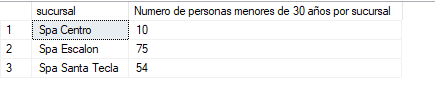 sucursal Numero de personas menores de 30 años por sucursal
1 Spa Centro 10
2 Spa Escalon 75
3 Spa Santa Tecla 54